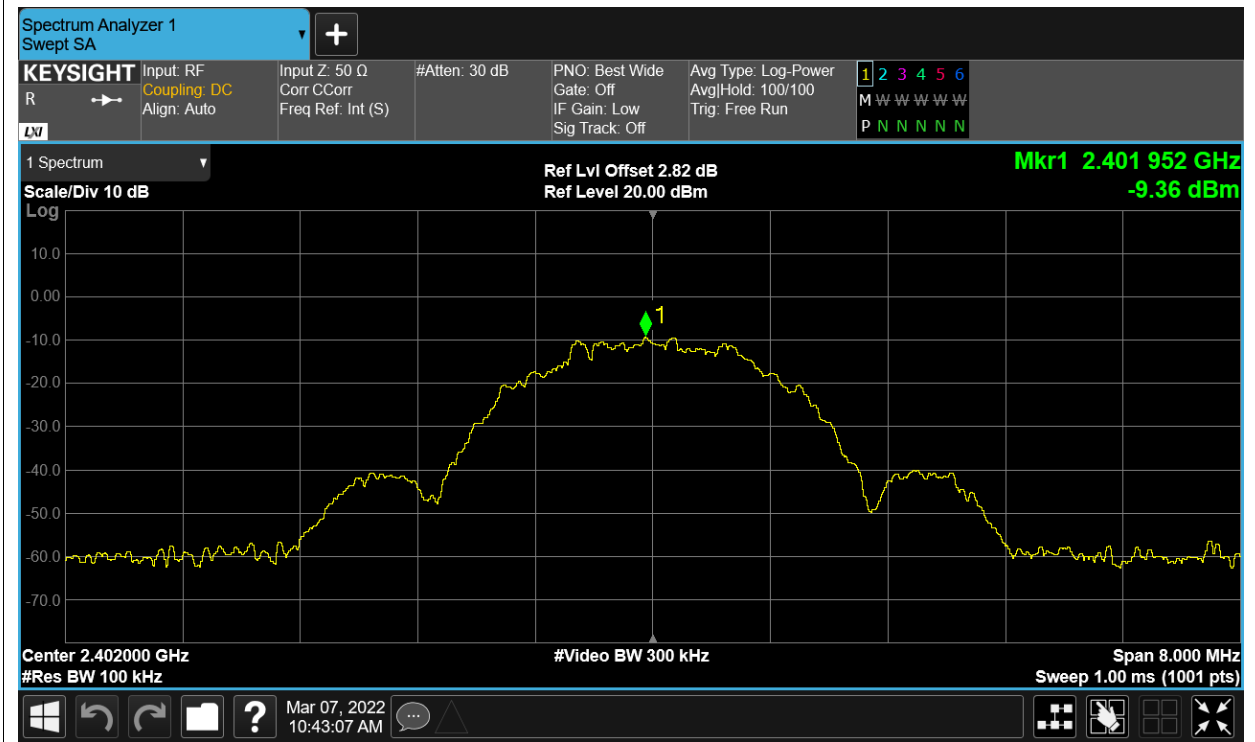 Spectrum Analyzer 1
Swept SA
+
KEYSIGHT
R
LXI
Input: RF
Coupling: DC
Align: Auto
Input Z: 50 Ω
Corr CCorr
Freq Ref: Int (S)
#Atten: 30 dB
PNO: Best Wide
Gate: Off
IF Gain: Low
Sig Track: Off
Avg Type: Log-Power
Avg|Hold: 100/100
Trig: Free Run
1 2 3 4 5 6
M W W W W W
P N N N N N
1 Spectrum
Scale/Div 10 dB
Log
Ref Lvl Offset 2.82 dB
Ref Level 20.00 dBm
Mkr1 2.401 952 GHz
-9.36 dBm
10.0
0.00
-10.0
-20.0
-30.0
-40.0
-50.0
-60.0
-70.0
1
Center 2.402000 GHz
#Res BW 100 kHz
#Video BW 300 kHz
Span 8.000 MHz
Sweep 1.00 ms (1001 pts)
?
Mar 07, 2022
10:43:07 AM